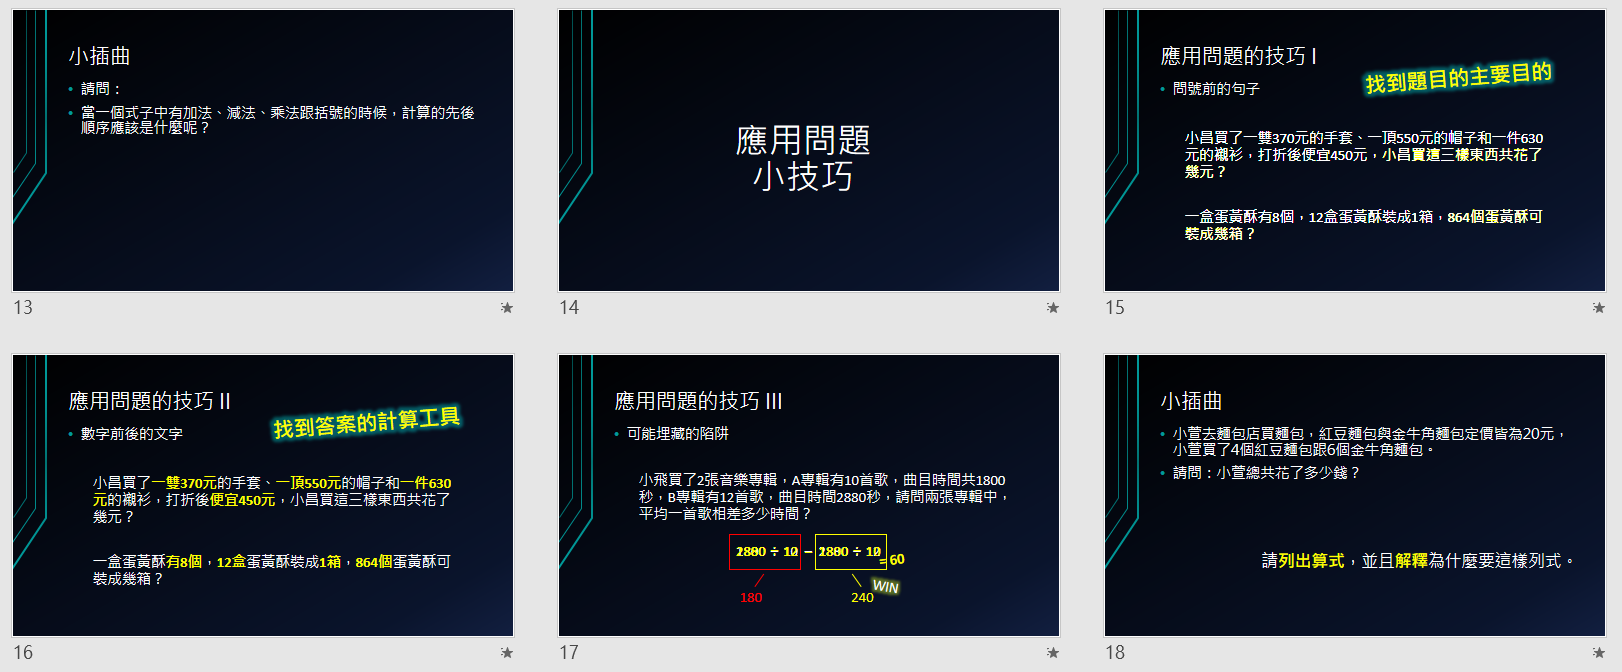 小插曲
請問：
當一個式子中有加法、減法、乘法跟括號的時候，計算的先後
順序應該是什麼呢？
13
應用問題
小技巧
14
應用問題的技巧 I
找到題目的主要目的
問號前的句子
小昌買了一雙370元的手套、一頂550元的帽子和一件630
元的襯衫，打折後便宜450元，小昌買這三樣東西共花了
幾元？
一盒蛋黃酥有8個，12盒蛋黃酥裝成1箱，864個蛋黃酥可
裝成幾箱？
15
應用問題的技巧 II
找到答案的計算工具
數字前後的文字
小昌買了一雙370元的手套、一頂550元的帽子和一件630
元的襯衫，打折後便宜450元，小昌買這三樣東西共花了
幾元？
一盒蛋黃酥有8個，12盒蛋黃酥裝成1箱，864個蛋黃酥可
裝成幾箱？
16
應用問題的技巧 III
可能埋藏的陷阱
小飛買了2張音樂專輯，A專輯有10首歌，曲目時間共1800
秒，B專輯有12首歌，曲目時間2880秒，請問兩張專輯中，
平均一首歌相差多少時間？
− = 60
WIN
180
240
17
小插曲
小萱去麵包店買麵包，紅豆麵包與金牛角麵包定價皆為20元，
小萱買了4個紅豆麵包跟6個金牛角麵包。
請問：小萱總共花了多少錢？
請列出算式，並且解釋為什麼要這樣列式。
18